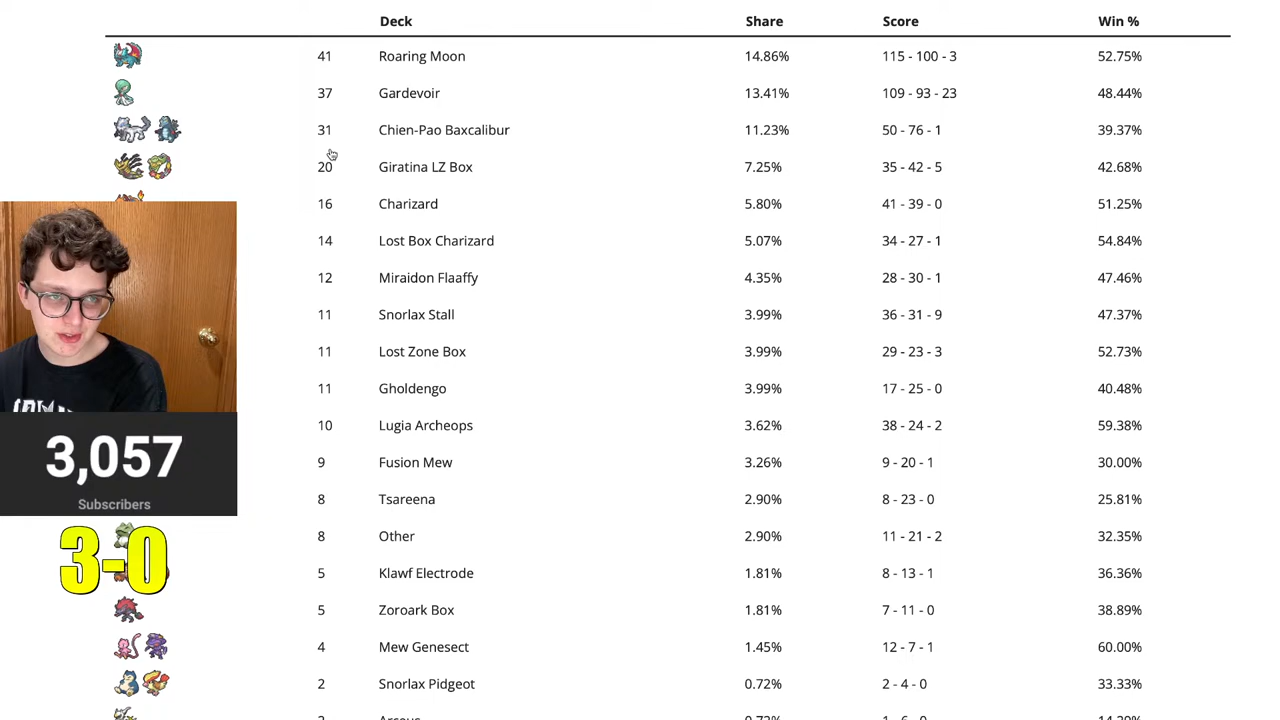 Deck Share Score Win %
41 Roaring Moon 14.86% 115 - 100 - 3 52.75%
37 Gardevoir 13.41% 109 - 93 - 23 48.44%
31 Chien-Pao Baxcalibur 11.23% 50 - 76 - 1 39.37%
20 Giratina LZ Box 7.25% 35 - 42 - 5 42.68%
16 Charizard 5.80% 41 - 39 - 0 51.25%
14 Lost Box Charizard 5.07% 34 - 27 - 1 54.84%
12 Miraidon Flaaffy 4.35% 28 - 30 - 1 47.46%
11 Snorlax Stall 3.99% 36 - 31 - 9 47.37%
11 Lost Zone Box 3.99% 29 - 23 - 3 52.73%
11 Gholdengo 3.99% 17 - 25 - 0 40.48%
10 Lugia Archeops 3.62% 38 - 24 - 2 59.38%
9 Fusion Mew 3.26% 9 - 20 - 1 30.00%
8 Tsareena 2.90% 8 - 23 - 0 25.81%
8 Other 2.90% 11 - 21 - 2 32.35%
5 Klawf Electrode 1.81% 8 - 13 - 1 36.36%
5 Zoroark Box 1.81% 7 - 11 - 0 38.89%
4 Mew Genesect 1.45% 12 - 7 - 1 60.00%
2 Snorlax Pidgeot 0.72% 2 - 4 - 0 33.33%
3,057
Subscribers
3-0